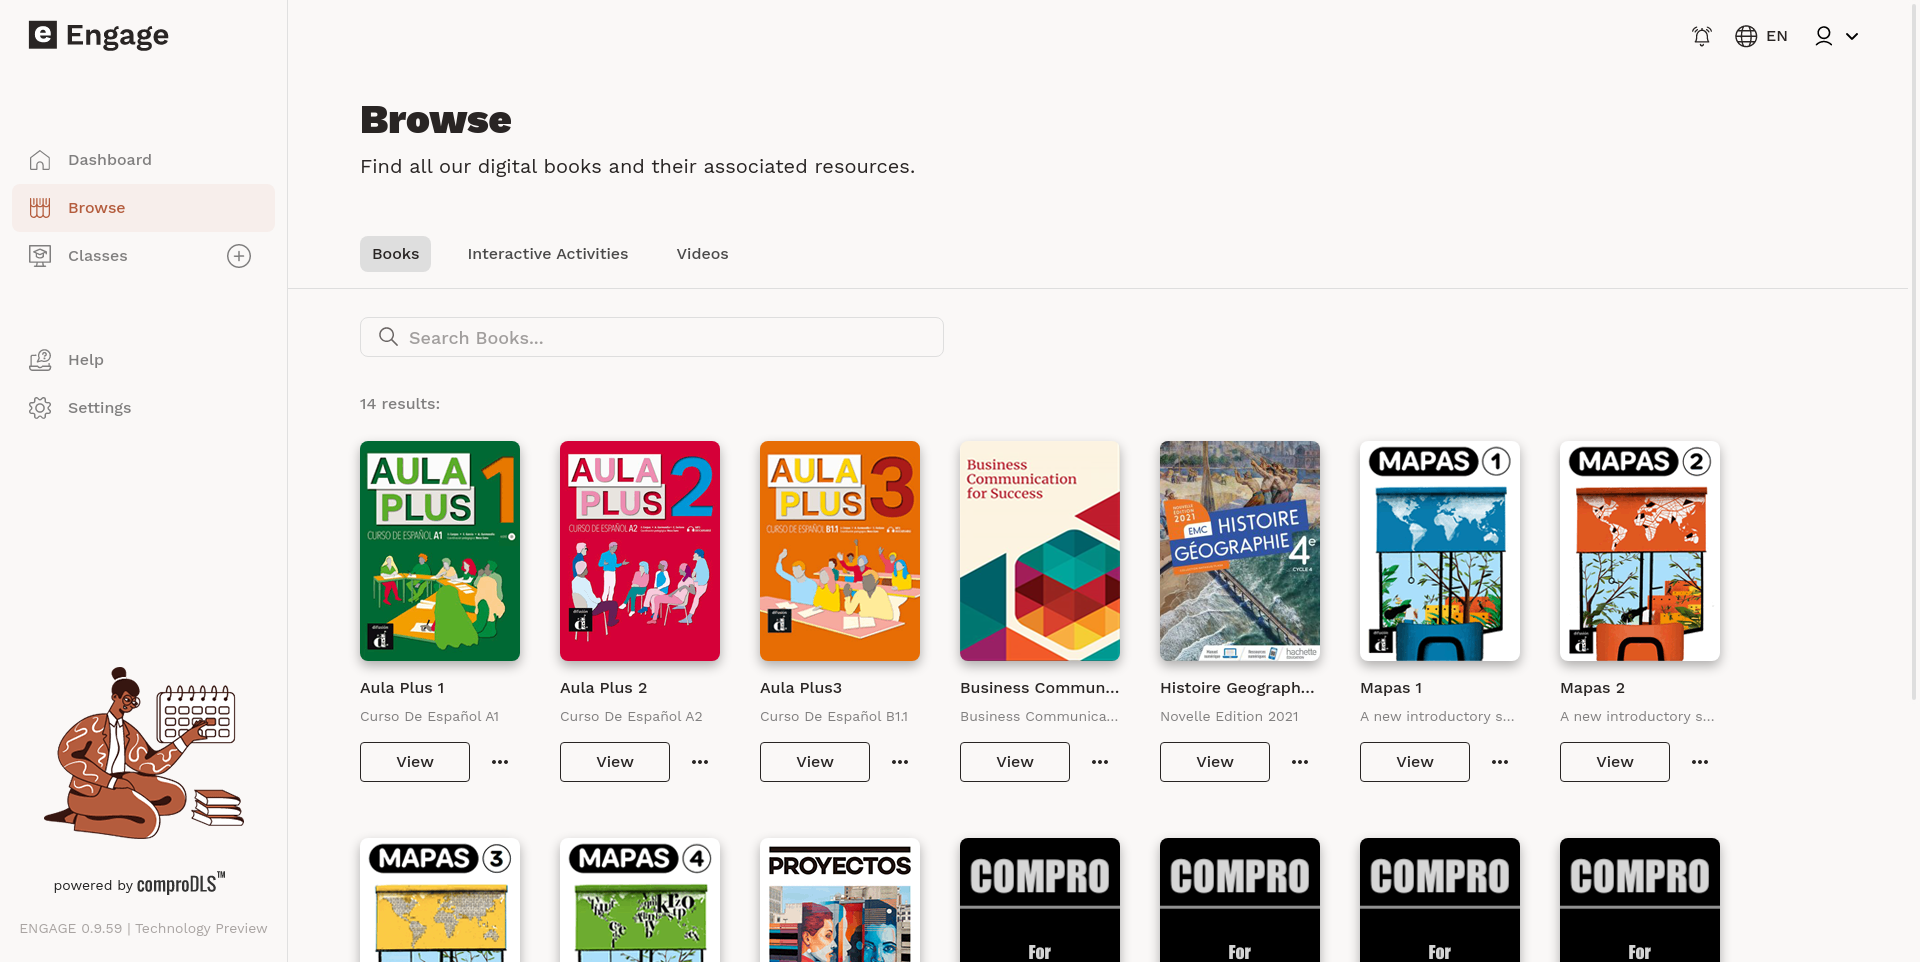 e Engage
EN
Dashboard
Browse
Classes
Help
Settings
powered by comproDLS™
ENGAGE 0.9.59 | Technology Preview
Browse
Find all our digital books and their associated resources.
Books
Interactive Activities
Videos
Search Books...
14 results:
AULA
PLUS
1
CURSO DE ESPAÑOL A1
AULA
PLUS
2
CURSO DE ESPAÑOL A2
AULA
PLUS
3
CURSO DE ESPAÑOL B1.1
Business
Communication
for Success
NOUVELLE
ÉDITION
2021
EMC
HISTOIRE
GÉOGRAPHIE
4e
CYCLE 4
hachette
MAPAS 1
MAPAS 2
Aula Plus 1
Curso De Español A1
View
Aula Plus 2
Curso De Español A2
View
Aula Plus3
Curso De Español B1.1
View
Business Commun...
Business Communica...
View
Histoire Geograph...
Novelle Edition 2021
View
Mapas 1
A new introductory s...
View
Mapas 2
A new introductory s...
View
MAPAS 3
MAPAS 4
PROYECTOS
COMPRO
For
COMPRO
For
COMPRO
For
COMPRO
For